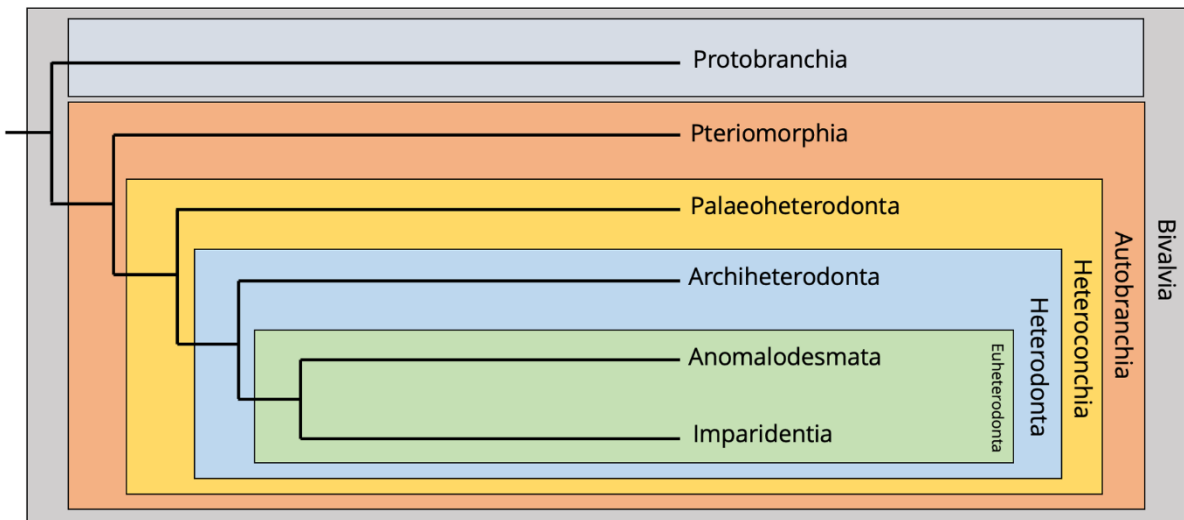 Protobranchia
Pteriomorphia
Palaeoheterodonta
Archiheterodonta
Anomalodesmata
Imparidentia
Euheterodonta
Heterodonta
Heteroconchia
Autobranchia
Bivalvia